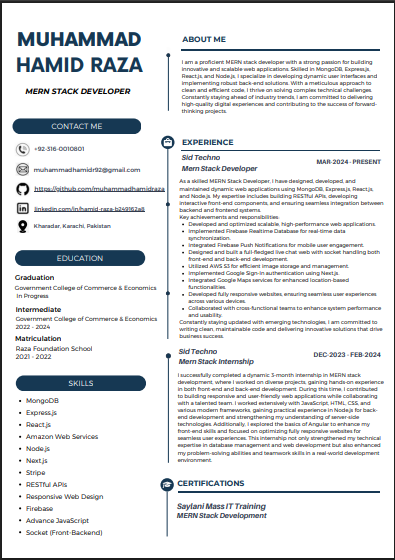 MUHAMMAD
HAMID RAZA
MERN STACK DEVELOPER
CONTACT ME
+92-316-0010801
muhammadhamidr92@gmail.com
https://github.com/muhammadhamidraza
linkedin.com/in/hamid-raza-b249162a8
Kharadar, Karachi, Pakistan
EDUCATION
Graduation
Government College of Commerce & Economics
In Progress
Intermediate
Government College of Commerce & Economics
2022 - 2024
Matriculation
Raza Foundation School
2021 - 2022
SKILLS
• MongoDB
• Express.js
• React.js
• Amazon Web Services
• Node.js
• Next.js
• Stripe
• RESTful APIs
• Responsive Web Design
• Firebase
• Advance JavaScript
• Socket (Front-Backend)
ABOUT ME
I am a proficient MERN stack developer with a strong passion for building
innovative and scalable web applications. Skilled in MongoDB, Express.js,
React.js, and Node.js, I specialize in developing dynamic user interfaces and
implementing robust back-end solutions. With a meticulous approach to
clean and efficient code, I thrive on solving complex technical challenges.
Constantly staying ahead of industry trends, I am committed to delivering
high-quality digital experiences and contributing to the success of forward-
thinking projects.
EXPERIENCE
Sid Techno
Mern Stack Developer
MAR-2024 - PRESENT
As a skilled MERN Stack Developer, I have designed, developed, and
maintained dynamic web applications using MongoDB, Express.js, React.js,
and Node.js. My expertise includes building RESTful APIs, developing
interactive front-end components, and ensuring seamless integration between
backend and frontend systems.
Key achievements and responsibilities:
• Developed and optimized scalable, high-performance web applications.
• Implemented Firebase Realtime Database for real-time data
synchronization.
• Integrated Firebase Push Notifications for mobile user engagement.
• Designed and built a full-fledged live chat web with socket handling both
front-end and back-end development.
• Utilized AWS S3 for efficient image storage and management.
• Implemented Google Sign-In authentication using Next.js.
• Integrated Google Maps services for enhanced location-based
functionalities.
• Developed fully responsive websites, ensuring seamless user experiences
across various devices.
• Collaborated with cross-functional teams to enhance system performance
and usability.
Constantly staying updated with emerging technologies, I am committed to
writing clean, maintainable code and delivering innovative solutions that drive
business success.
Sid Techno
Mern Stack Internship
DEC-2023 - FEB-2024
I successfully completed a dynamic 3-month internship in MERN stack
development, where I worked on diverse projects, gaining hands-on experience
in both front-end and back-end development. During this time, I contributed
to building responsive and user-friendly web applications while collaborating
with a talented team. I worked extensively with JavaScript, HTML, CSS, and
various modern frameworks, gaining practical experience in Node.js for back-
end development and strengthening my understanding of server-side
technologies. Additionally, I explored the basics of Angular to enhance my
front-end skills and focused on optimizing fully responsive websites for
seamless user experiences. This internship not only strengthened my technical
expertise in database management and web development but also enhanced
my problem-solving abilities and teamwork skills in a real-world development
environment.
CERTIFICATIONS
Saylani Mass IT Training
MERN Stack Development